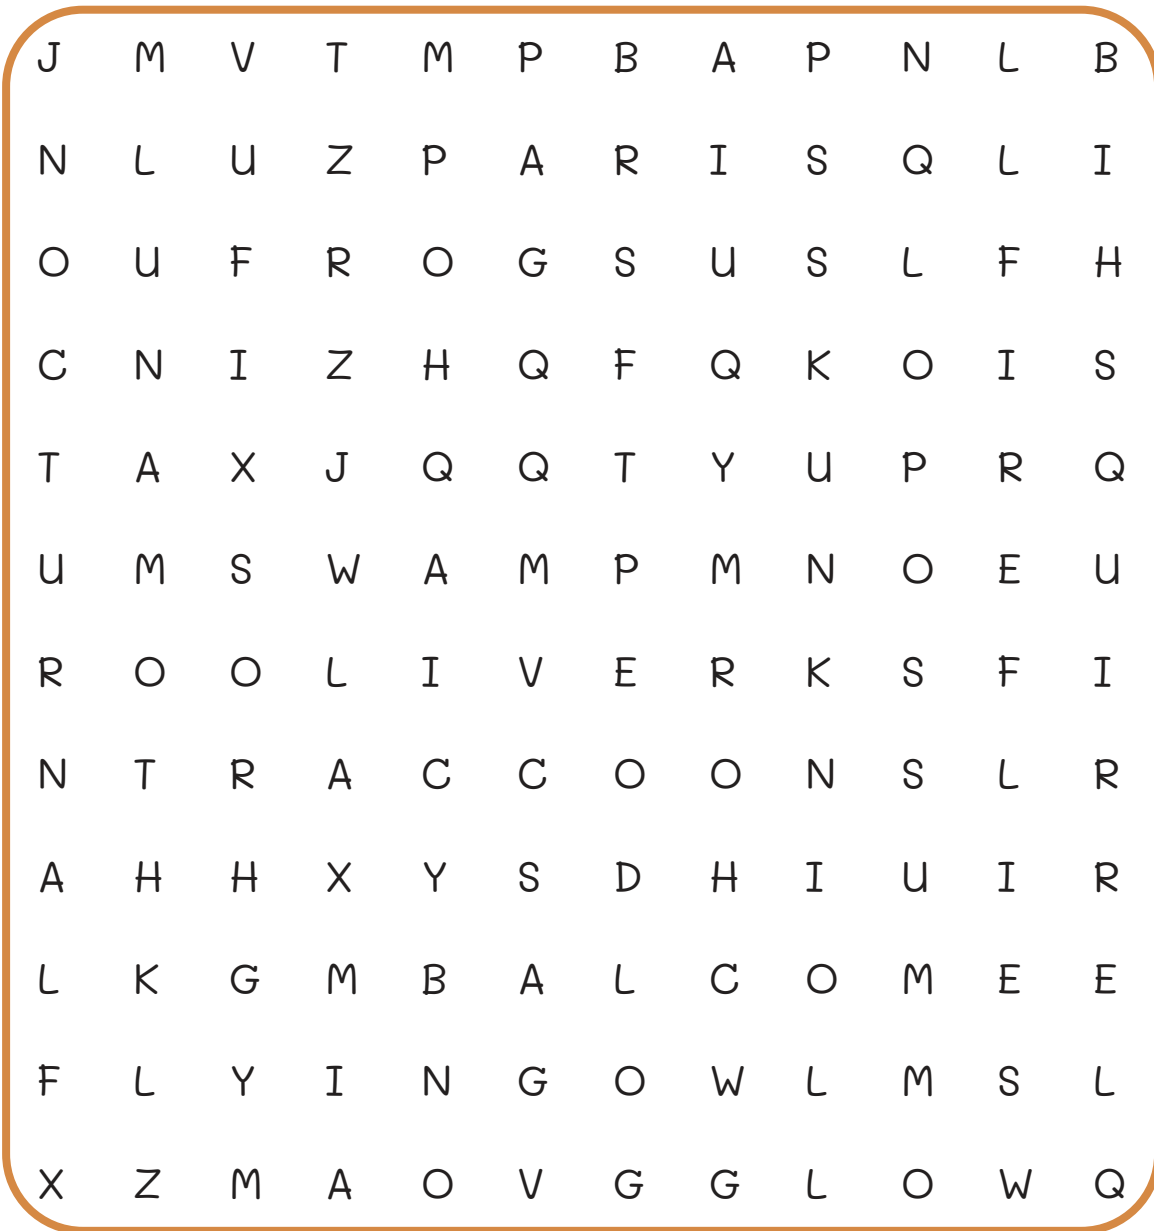 J M V T M P B A P N L B
N L U Z P A R I S Q L I
O U F R O G S U S L F H
C N I Z H Q F Q K O I S
T A X J Q Q T Y U P R Q
U M S W A M P M N O E U
R O O L I V E R K S F I
N T R A C C O O N S L R
A H H X Y S D H I U I R
L K G M B A L C O M E E
F L Y I N G O W L M S L
X Z M A O V G G L O W Q